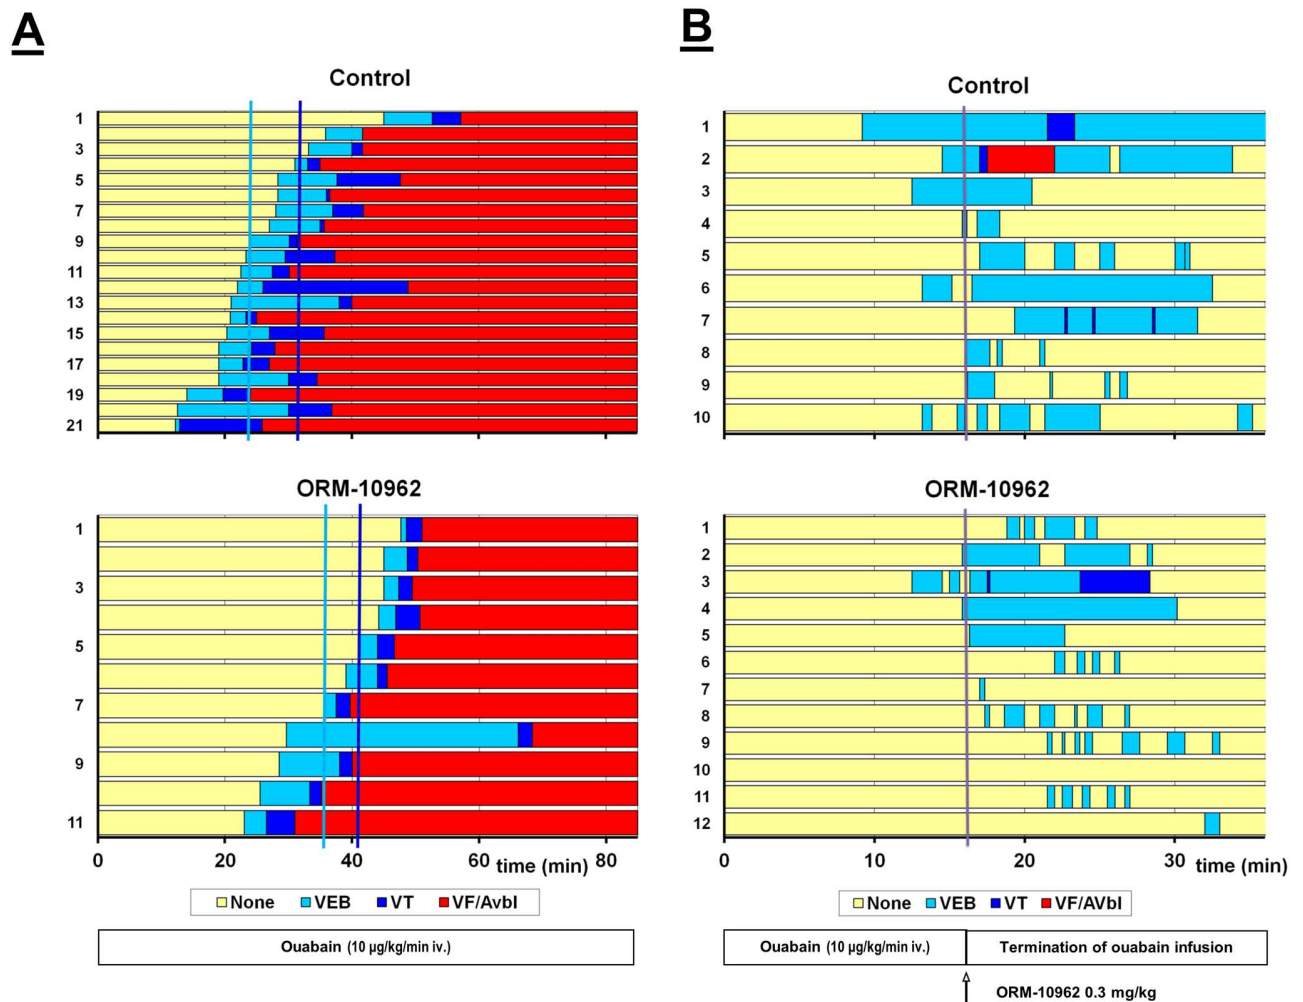 A
B
Control
1
3
5
7
9
11
13
15
17
19
21
Control
1
2
3
4
5
6
7
8
9
10
ORM-10962
1
3
5
7
9
11
0 20 40 60 80
time (min)
ORM-10962
1
2
3
4
5
6
7
8
9
10
11
12
0 10 20 30
time (min)
None VEB VT VF/Avbl
None VEB VT VF/AVbl
Ouabain (10 µg/kg/min iv.)
Ouabain (10 µg/kg/min iv.) Termination of ouabain infusion
ORM-10962 0.3 mg/kg